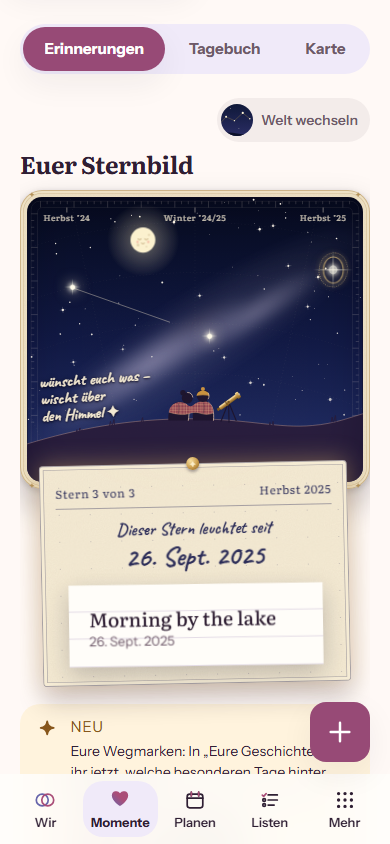 Erinnerungen Tagebuch Karte
Welt wechseln
Euer Sternbild
Herbst '24 Winter '24/25 Herbst '25
wünscht euch was –
wischt über
den Himmel
Stern 3 von 3 Herbst 2025
Dieser Stern leuchtet seit
26. Sept. 2025
Morning by the lake
26. Sept. 2025
NEU
Eure Wegmarken: In „Eure Geschichte
ihr jetzt, welche besonderen Tage hinter
Wir Momente Planen Listen Mehr